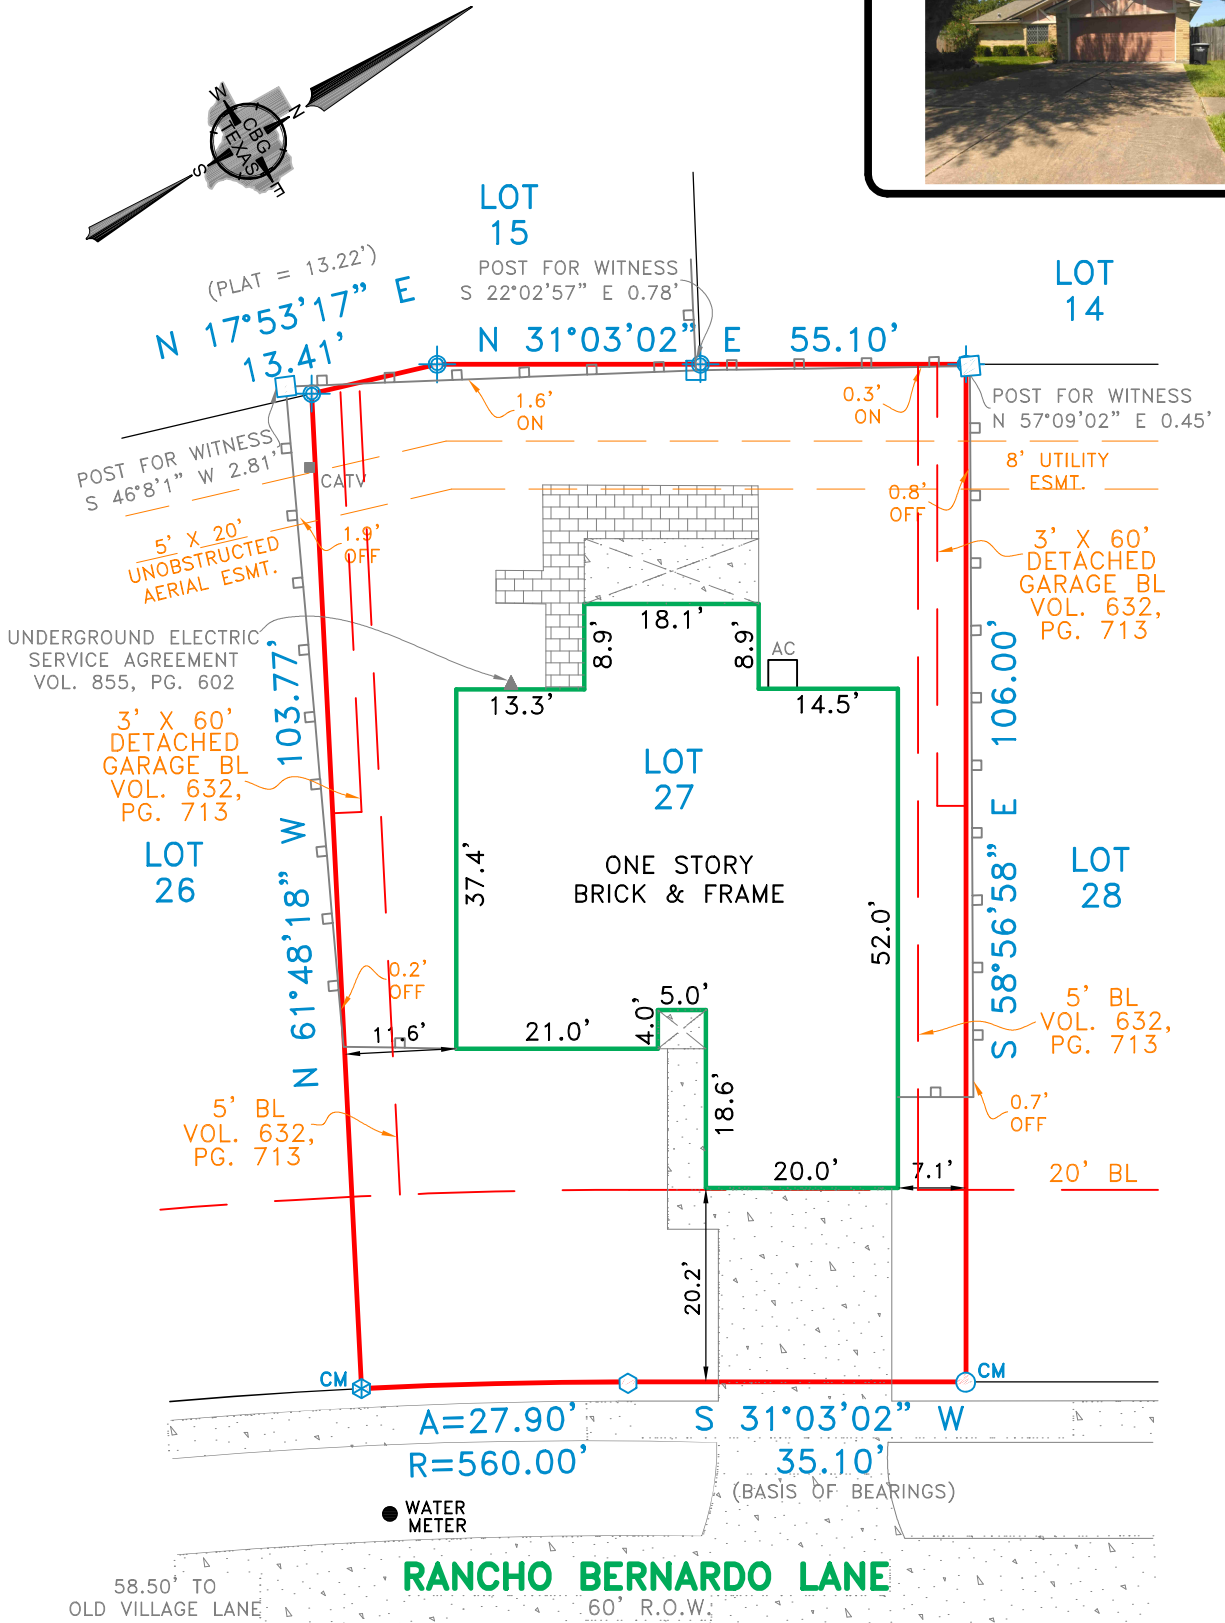 W
N
CBG
TEXAS
S
E
LOT
15
(PLAT = 13.22')
N 17°53'17" E
13.41'
POST FOR WITNESS
S 22°02'57" E 0.78'
N 31°03'02" E 55.10'
LOT
14
1.6'
ON
0.3'
ON
POST FOR WITNESS
N 57°09'02" E 0.45'
POST FOR WITNESS
S 46°8'1" W 2.81'
CATV
8' UTILITY
ESMT.
0.8'
OFF
5' X 20'
UNOBSTRUCTED
AERIAL ESMT.
1.9'
OFF
3' X 60'
DETACHED
GARAGE BL
VOL. 632,
PG. 713
UNDERGROUND ELECTRIC
SERVICE AGREEMENT
VOL. 855, PG. 602
18.1'
8.9'
8.9'
AC
13.3'
14.5'
3' X 60'
DETACHED
GARAGE BL
VOL. 632,
PG. 713
N 61°48'18" W 103.77'
S 58°56'58" E 106.00'
LOT
27
LOT
26
ONE STORY
BRICK & FRAME
LOT
28
37.4'
52.0'
0.2'
OFF
11.6'
21.0'
4.0'
5.0'
5' BL
VOL. 632,
PG. 713
18.6'
5' BL
VOL. 632,
PG. 713
0.7'
OFF
20.0'
7.1'
20' BL
20.2'
CM
CM
A=27.90'
R=560.00'
S 31°03'02" W
35.10'
(BASIS OF BEARINGS)
WATER
METER
RANCHO BERNARDO LANE
60' R.O.W.
58.50' TO
OLD VILLAGE LANE